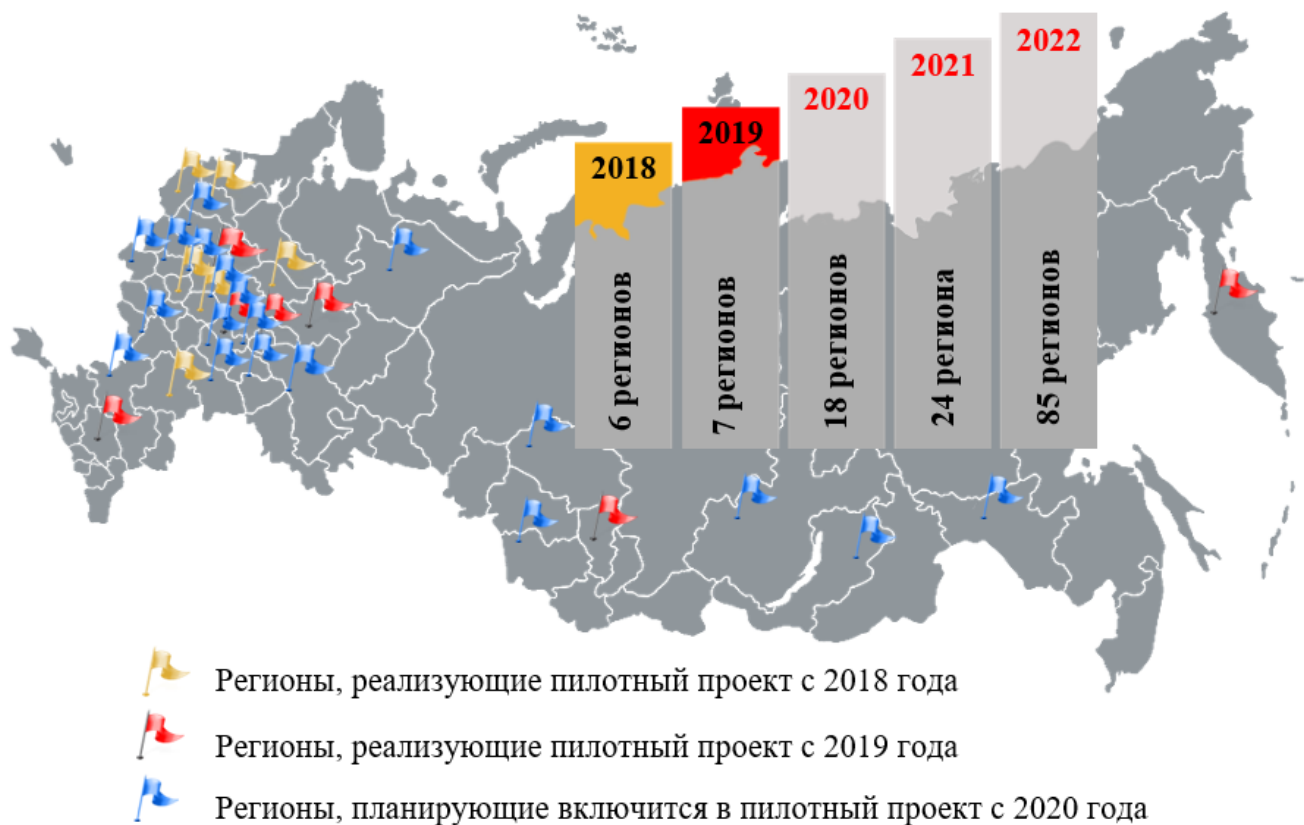 2018
2019
2020
2021
2022
6 регионов
7 регионов
18 регионов
24 региона
85 регионов
Регионы, реализующие пилотный проект с 2018 года
Регионы, реализующие пилотный проект с 2019 года
Регионы, планирующие включится в пилотный проект с 2020 года